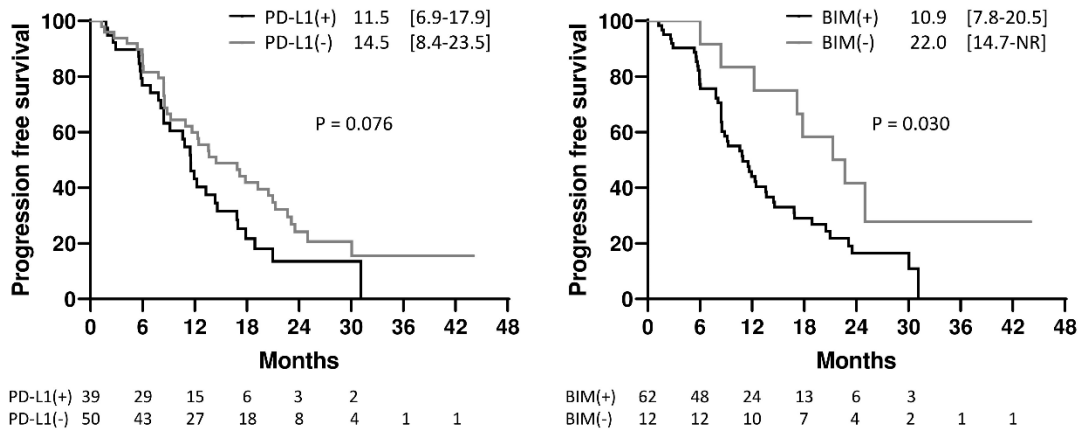 PD-L1(+) 11.5 [6.9-17.9]
PD-L1(-) 14.5 [8.4-23.5]
P = 0.076
Progression free survival
100
80
60
40
20
0
0 6 12 18 24 30 36 42 48
Months
PD-L1(+) 39 29 15 6 3 2
PD-L1(-) 50 43 27 18 8 4 1 1
BIM(+) 10.9 [7.8-20.5]
BIM(-) 22.0 [14.7-NR]
P = 0.030
Progression free survival
100
80
60
40
20
0
0 6 12 18 24 30 36 42 48
Months
BIM(+) 62 48 24 13 6 3
BIM(-) 12 12 10 7 4 2 1 1